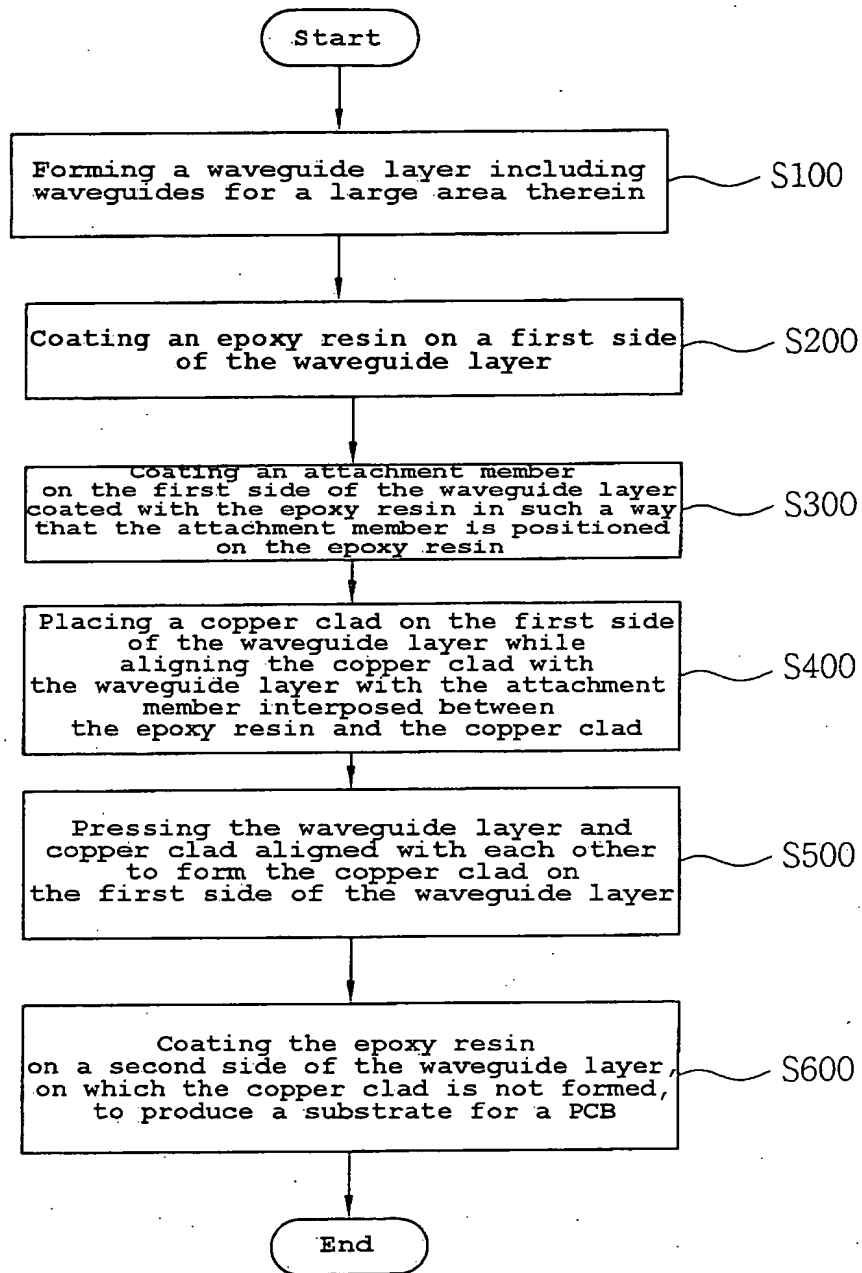 Start
Forming a waveguide layer including
waveguides for a large area therein
S100
Coating an epoxy resin on a first side
of the waveguide layer
S200
Coating an attachment member
on the first side of the waveguide layer
coated with the epoxy resin in such a way
that the attachment member is positioned
on the epoxy resin
S300
Placing a copper clad on the first side
of the waveguide layer while
aligning the copper clad with
the waveguide layer with the attachment
member interposed between
the epoxy resin and the copper clad
S400
Pressing the waveguide layer and
copper clad aligned with each other
to form the copper clad on
the first side of the waveguide layer
S500
Coating the epoxy resin
on a second side of the waveguide layer,
on which the copper clad is not formed,
to produce a substrate for a PCB
S600
End